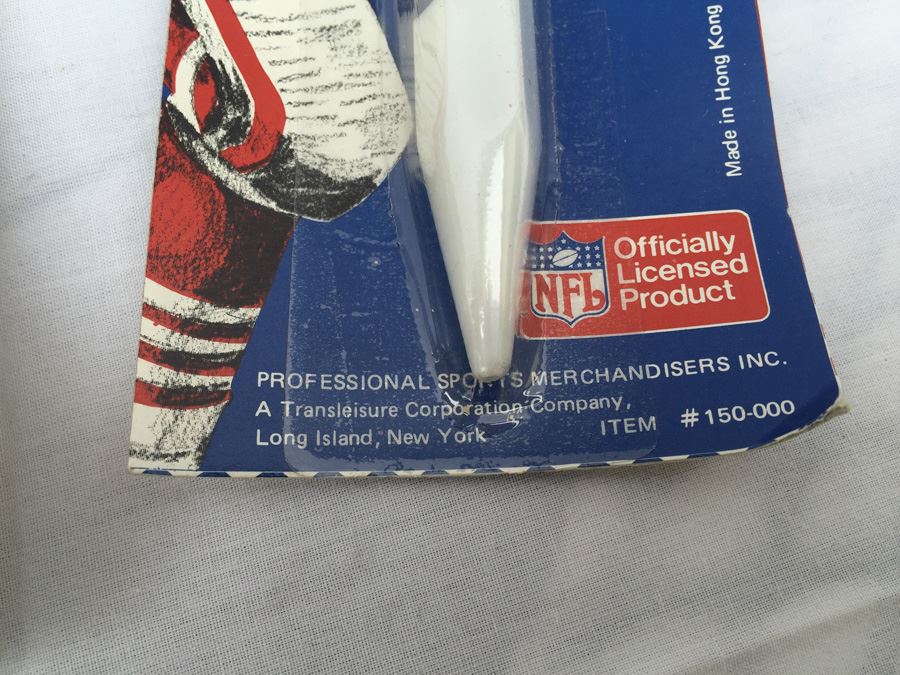 Made in Hong Kong
NFL
Officially
Licensed
Product
PROFESSIONAL SPORTS MERCHANDISERS INC.
A Transleisure Corporation Company,
Long Island, New York
ITEM #150-000